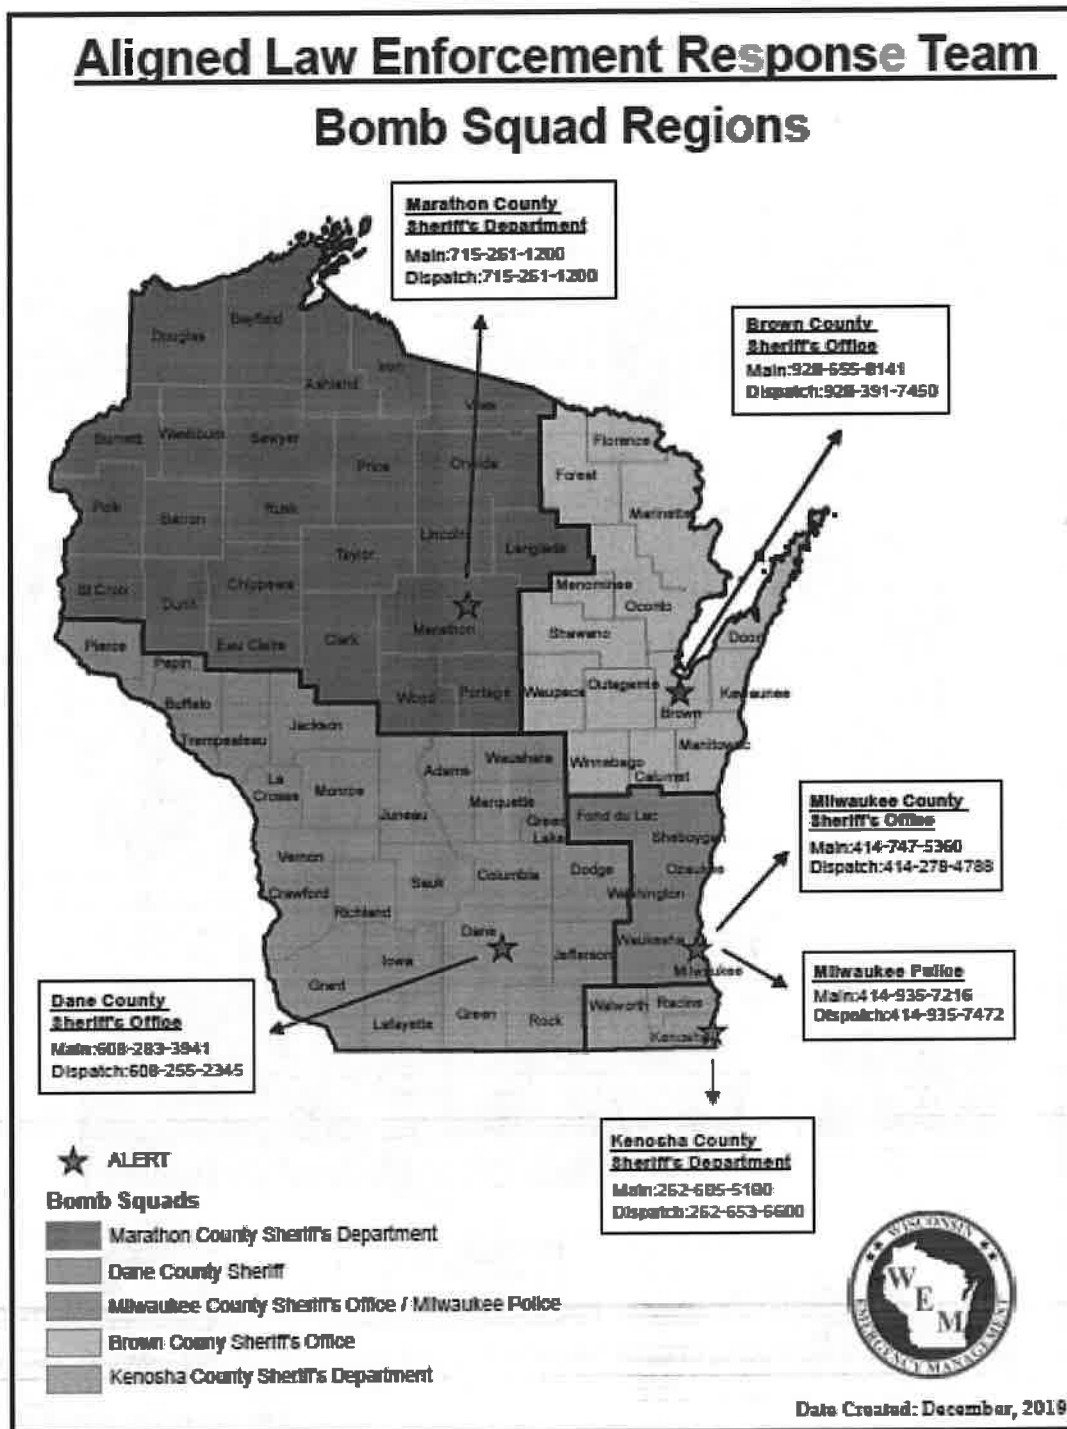 Aligned Law Enforcement Response Team
Bomb Squad Regions
Marathon County
Sheriff's Department
Main:715-261-1200
Dispatch:715-261-1200
Brown County
Sheriff's Office
Main:
Dispatch:920-391-7450
Douglas
Bayfield
Iron
Ashland
Vilas
Burnett
Washburn
Sawyer
Florence
Price
Oneida
Forest
Polk
Barron
Rusk
Marinette
Lincoln
Langlade
Taylor
St Croix
Dunn
Chippewa
Menominee
Oconto
Clark
Marathon
Shawano
Door
Pierce
Eau Claire
Pepin
Buffalo
Wood
Portage
Waupaca
Outagamie
Brown
Kewaunee
Jackson
Trempealeau
Manitowoc
Waushara
Winnebago
Calumet
Adams
La
Crosse
Monroe
Juneau
Marquette
Green
Lake
Fond du Lac
Sheboygan
Milwaukee County
Sheriff's Office
Main:414-747-5360
Dispatch:414-278-4788
Vernon
Sauk
Columbia
Dodge
Ozaukee
Crawford
Richland
Washington
Dane
Waukesha
Iowa
Jefferson
Milwaukee
Grant
Lafayette
Green
Rock
Walworth
Racine
Kenosha
Milwaukee Police
Main:414-935-7216
Dispatch:414-935-7472
Dane County
Sheriff's Office
Main:608-283-3941
Dispatch:608-255-2345
Kenosha County
Sheriff's Department
Main:262-605-5100
Dispatch:262-653-6600
ALERT
Bomb Squads
Marathon County Sheriff's Department
Dane County Sheriff
Milwaukee County Sheriff's Office / Milwaukee Police
Brown County Sheriff's Office
Kenosha County Sheriff's Department
WISCONSIN
WEM
EMERGENCY MANAGEMENT
Date Created: December, 2019